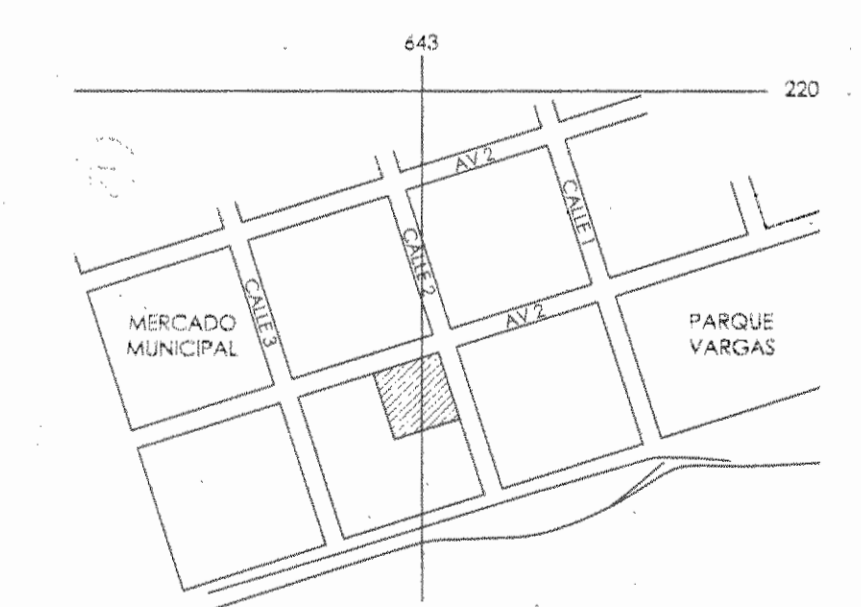 643
220
AV 2
CALLE 1
CALLE 2
CALLE 3
MERCADO
MUNICIPAL
AV 2
PARQUE
VARGAS